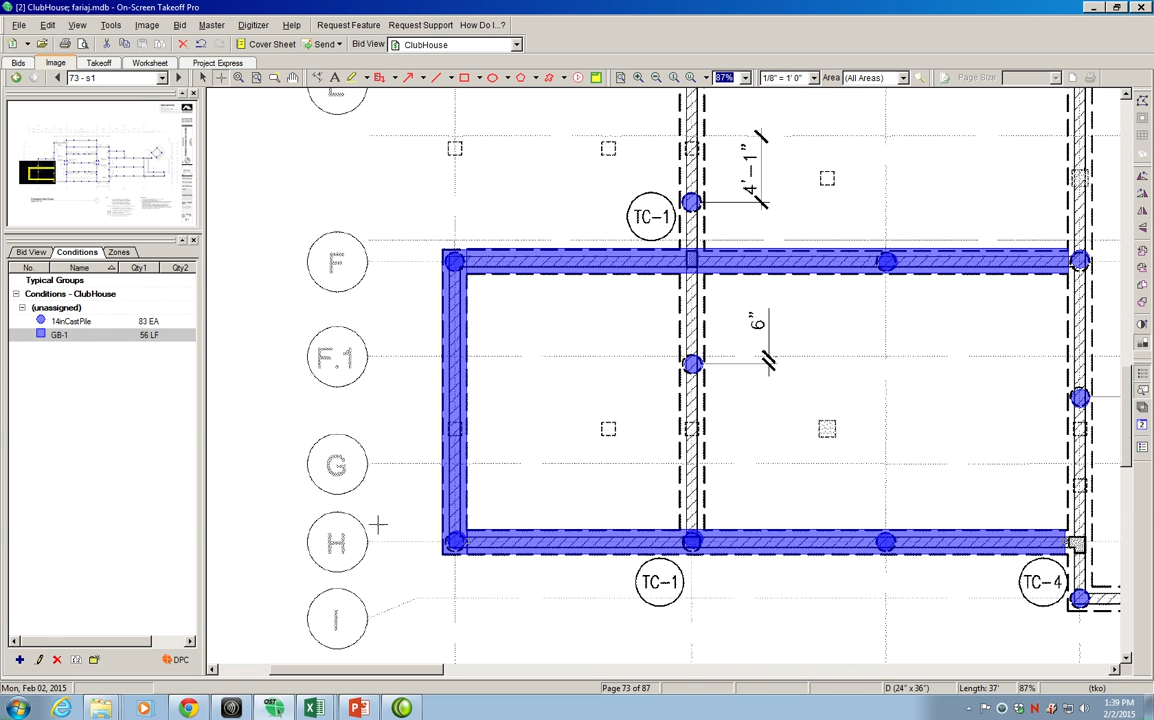 [2] ClubHouse; fariaj.mdb - On-Screen Takeoff Pro
File Edit View Tools Image Bid Master Digitizer Help Request Feature Request Support How Do I...?
Cover Sheet Send Bid View ClubHouse
Bids Image Takeoff Worksheet Project Express
73 - s1 87% 1/8" = 1' 0" Area (All Areas) Page Size
Bid View Conditions Zones
No. Name Qty1 Qty2
Typical Groups
Conditions - ClubHouse
(unassigned)
14inCastPile 83 EA
GB-1 56 LF
DPC
4'-1"
TC-1
F
6"
F.1
G
H
TC-1
TC-4
I
Mon, Feb 02, 2015 Page 73 of 87 D (24" x 36") Length: 37' 87% (tko)
OST
1:39 PM
2/2/2015